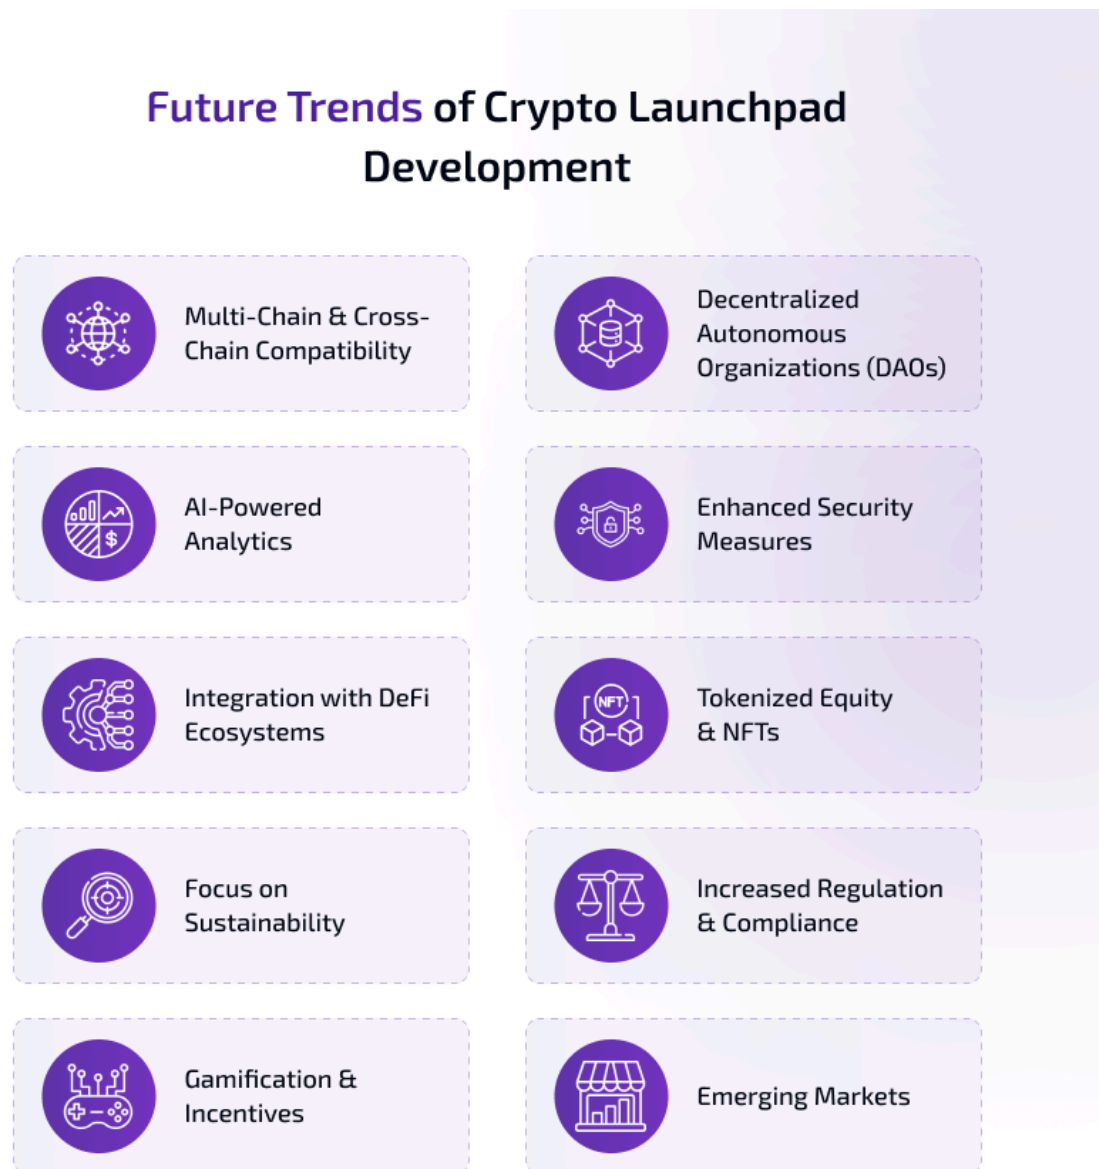 Future Trends of Crypto Launchpad
Development
Multi-Chain & Cross-
Chain Compatibility
Decentralized
Autonomous
Organizations (DAOs)
AI-Powered
Analytics
$
Enhanced Security
Measures
Integration with DeFi
Ecosystems
NFT
Tokenized Equity
& NFTs
Focus on
Sustainability
Increased Regulation
& Compliance
Gamification &
Incentives
Emerging Markets